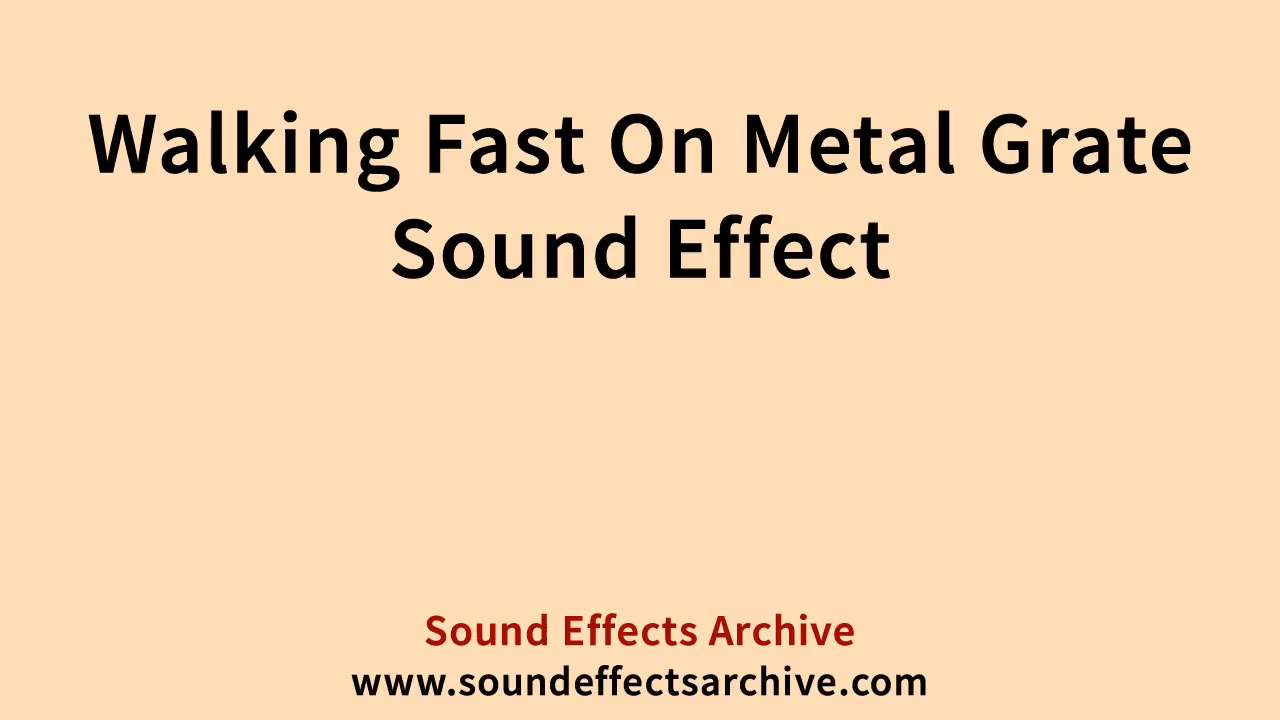 Walking Fast On Metal Grate
Sound Effect
Sound Effects Archive
www.soundeffectsarchive.com